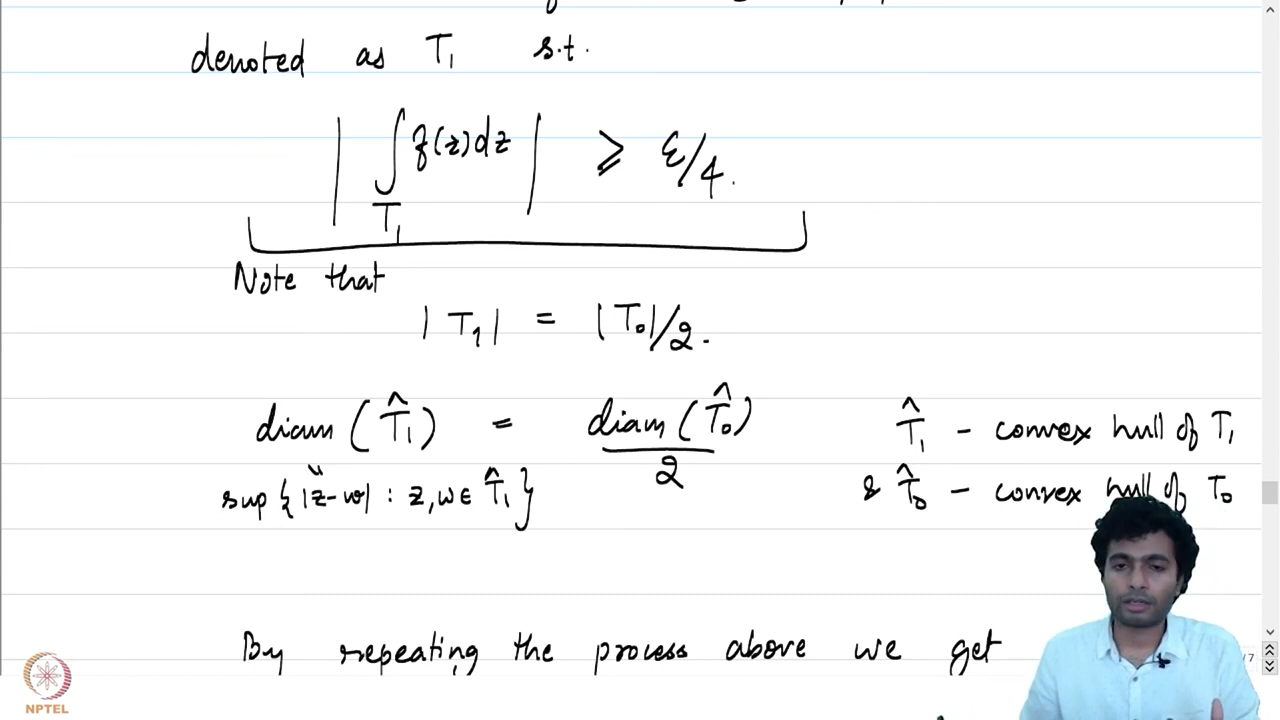 denoted as T₁ s.t.
| ∫_{T₁} f(z)dz | ≥ ε/4.
Note that
|T₁| = |T₀|/2.
diam (T̂₁) = diam (T̂₀)/2 T̂₁ - convex hull of T₁
sup {|z-w| : z,w ∈ T̂₁} & T̂₀ - convex hull of T₀
By repeating the process above we get
/7
NPTEL